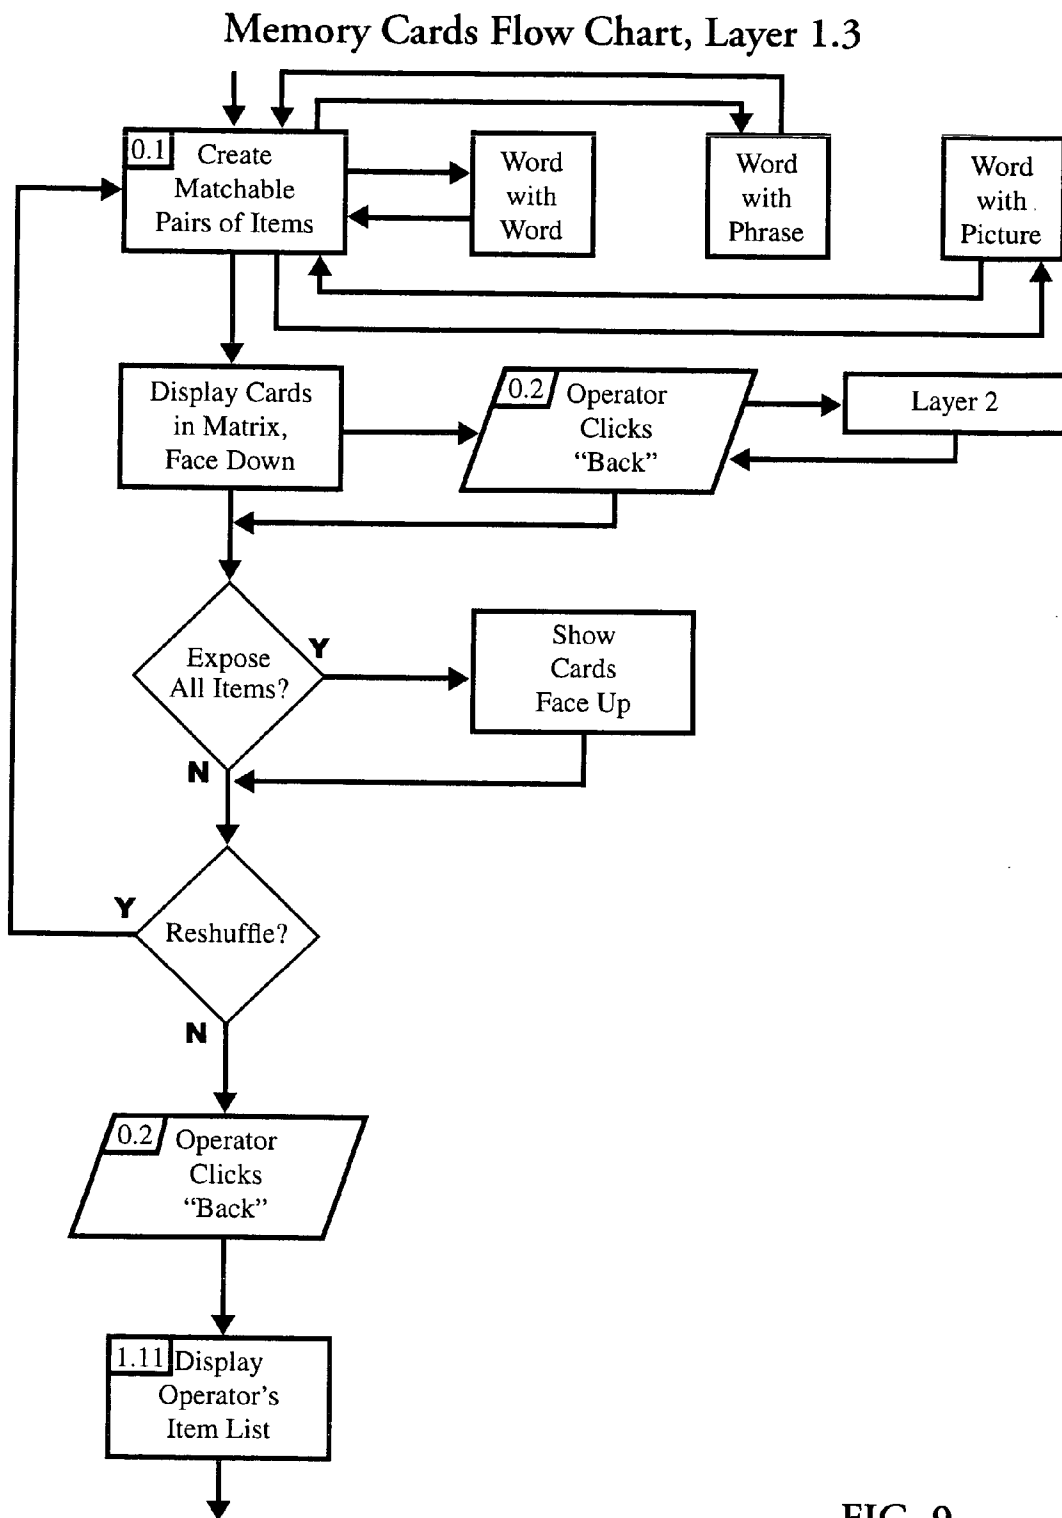 Memory Cards Flow Chart, Layer 1.3
0.1
Create
Matchable
Pairs of Items
Word
with
Word
Word
with
Phrase
Word
with
Picture
Display Cards
in Matrix,
Face Down
0.2
Operator
Clicks
“Back”
Layer 2
Expose
All Items?
Y
N
Show
Cards
Face Up
Reshuffle?
Y
N
0.2
Operator
Clicks
“Back”
1.11
Display
Operator’s
Item List
FIG. 9